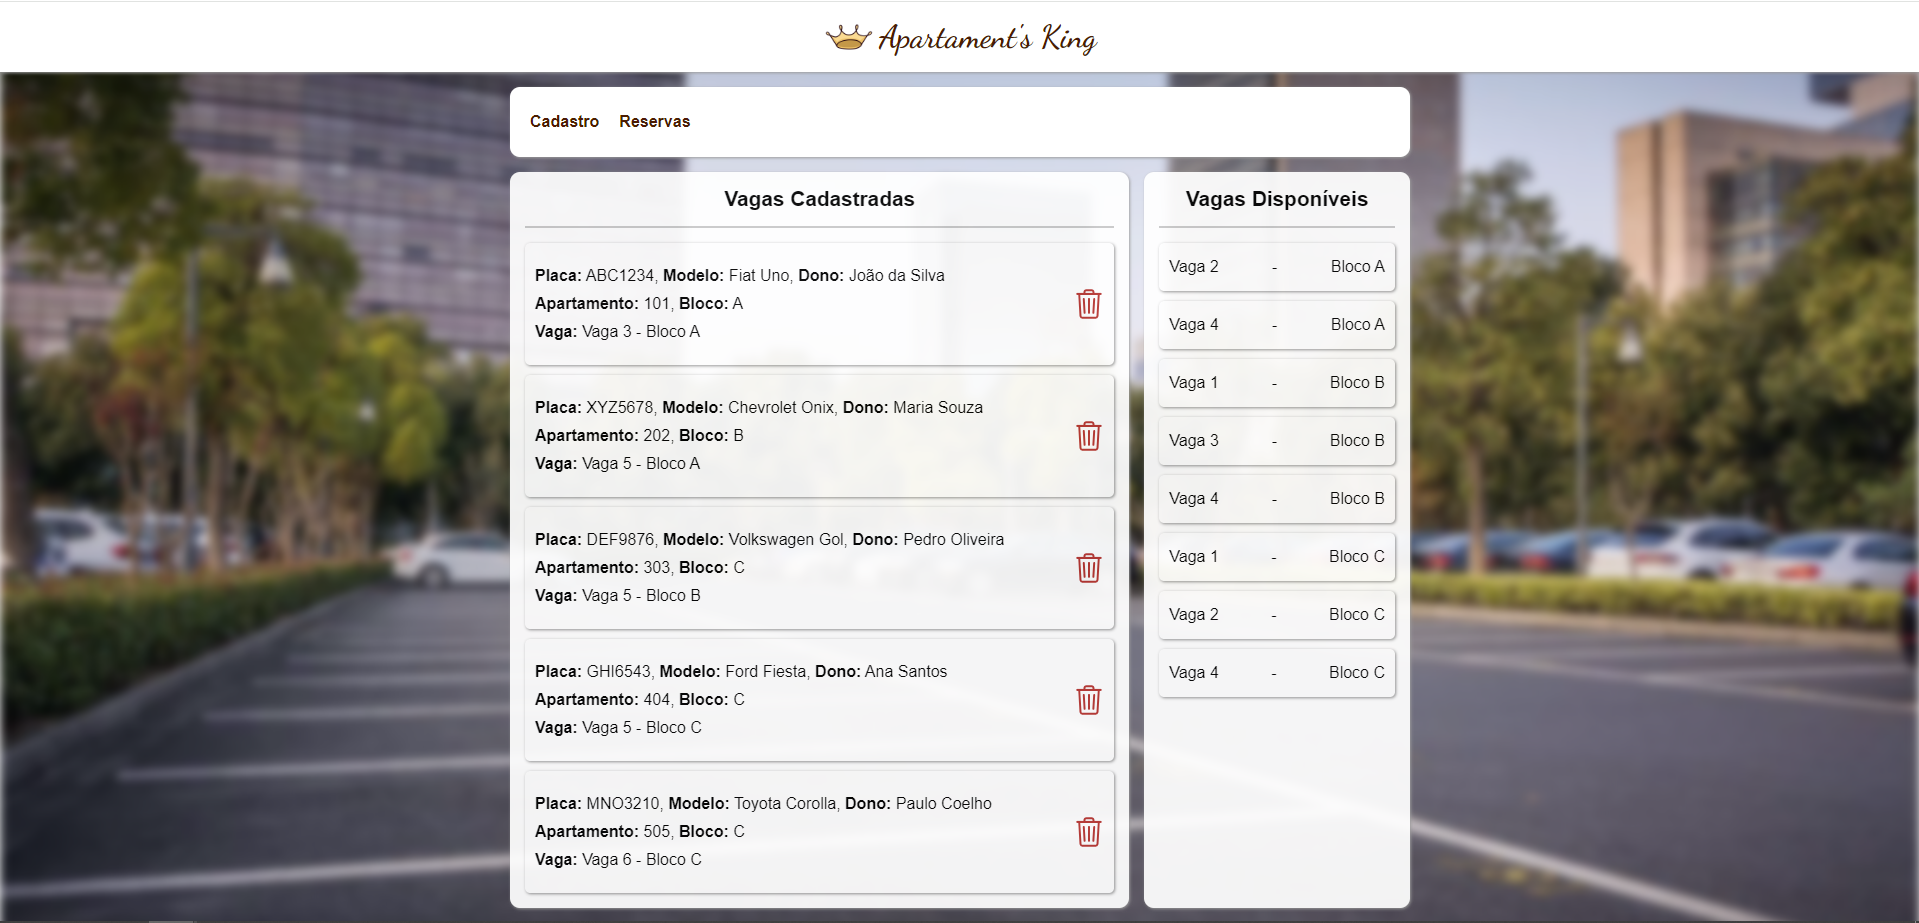 Apartament's King
Cadastro Reservas
Vagas Cadastradas
Placa: ABC1234, Modelo: Fiat Uno, Dono: João da Silva
Apartamento: 101, Bloco: A
Vaga: Vaga 3 - Bloco A
Placa: XYZ5678, Modelo: Chevrolet Onix, Dono: Maria Souza
Apartamento: 202, Bloco: B
Vaga: Vaga 5 - Bloco A
Placa: DEF9876, Modelo: Volkswagen Gol, Dono: Pedro Oliveira
Apartamento: 303, Bloco: C
Vaga: Vaga 5 - Bloco B
Placa: GHI6543, Modelo: Ford Fiesta, Dono: Ana Santos
Apartamento: 404, Bloco: C
Vaga: Vaga 5 - Bloco C
Placa: MNO3210, Modelo: Toyota Corolla, Dono: Paulo Coelho
Apartamento: 505, Bloco: C
Vaga: Vaga 6 - Bloco C
Vagas Disponíveis
Vaga 2 - Bloco A
Vaga 4 - Bloco A
Vaga 1 - Bloco B
Vaga 3 - Bloco B
Vaga 4 - Bloco B
Vaga 1 - Bloco C
Vaga 2 - Bloco C
Vaga 4 - Bloco C